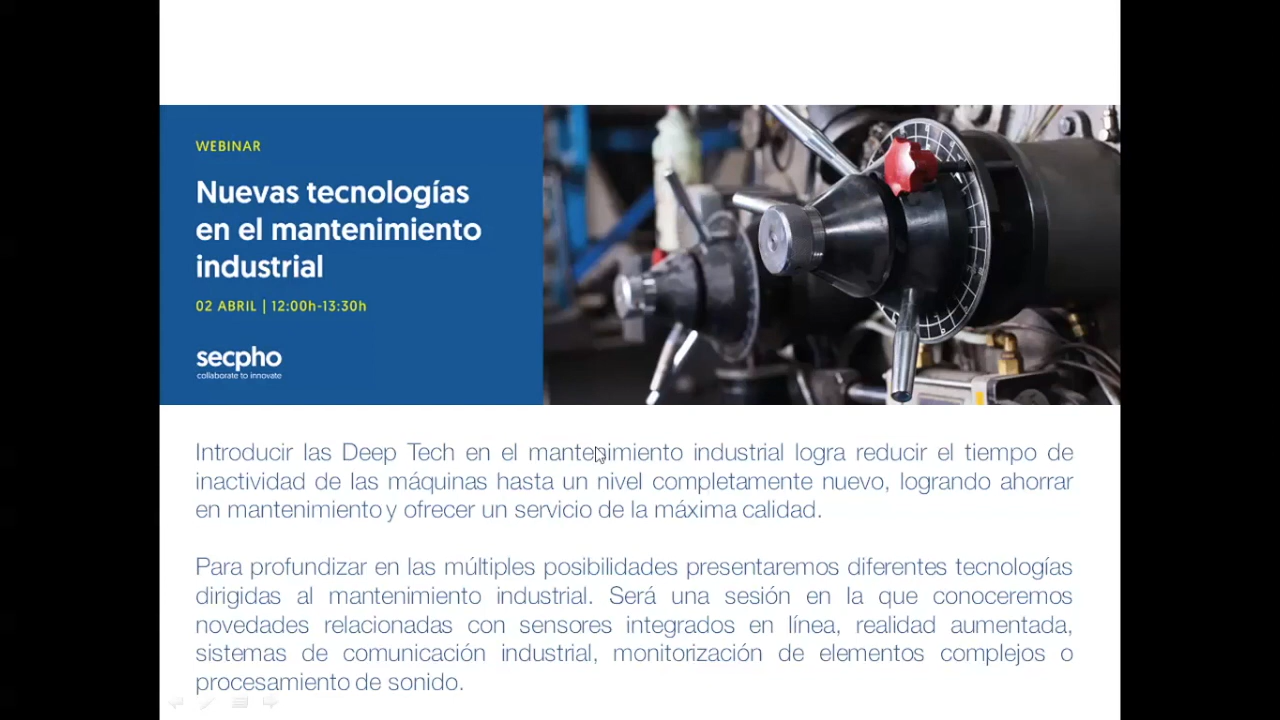 WEBINAR
Nuevas tecnologías
en el mantenimiento
industrial
02 ABRIL | 12:00h-13:30h
secpho
collaborate to innovate
Introducir las Deep Tech en el mantenimiento industrial logra reducir el tiempo de
inactividad de las máquinas hasta un nivel completamente nuevo, logrando ahorrar
en mantenimiento y ofrecer un servicio de la máxima calidad.
Para profundizar en las múltiples posibilidades presentaremos diferentes tecnologías
dirigidas al mantenimiento industrial. Será una sesión en la que conoceremos
novedades relacionadas con sensores integrados en línea, realidad aumentada,
sistemas de comunicación industrial, monitorización de elementos complejos o
procesamiento de sonido.